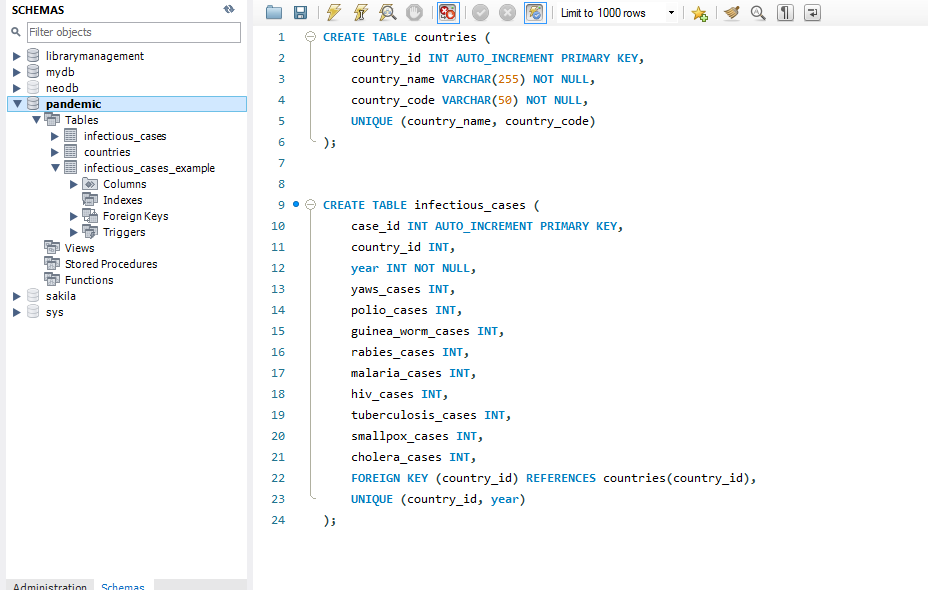 SCHEMAS
Filter objects
librarymanagement
mydb
neodb
pandemic
Tables
infectious_cases
countries
infectious_cases_example
Columns
Indexes
Foreign Keys
Triggers
Views
Stored Procedures
Functions
sakila
sys
Administration Schemas
Limit to 1000 rows
1 CREATE TABLE countries (
2 country_id INT AUTO_INCREMENT PRIMARY KEY,
3 country_name VARCHAR(255) NOT NULL,
4 country_code VARCHAR(50) NOT NULL,
5 UNIQUE (country_name, country_code)
6 );
7
8
9 CREATE TABLE infectious_cases (
10 case_id INT AUTO_INCREMENT PRIMARY KEY,
11 country_id INT,
12 year INT NOT NULL,
13 yaws_cases INT,
14 polio_cases INT,
15 guinea_worm_cases INT,
16 rabies_cases INT,
17 malaria_cases INT,
18 hiv_cases INT,
19 tuberculosis_cases INT,
20 smallpox_cases INT,
21 cholera_cases INT,
22 FOREIGN KEY (country_id) REFERENCES countries(country_id),
23 UNIQUE (country_id, year)
24 );